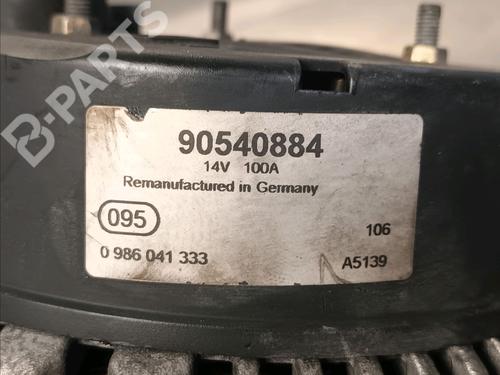 B-PARTS
90540884
14V 100A
Remanufactured in Germany
095
106
0 986 041 333
A5139